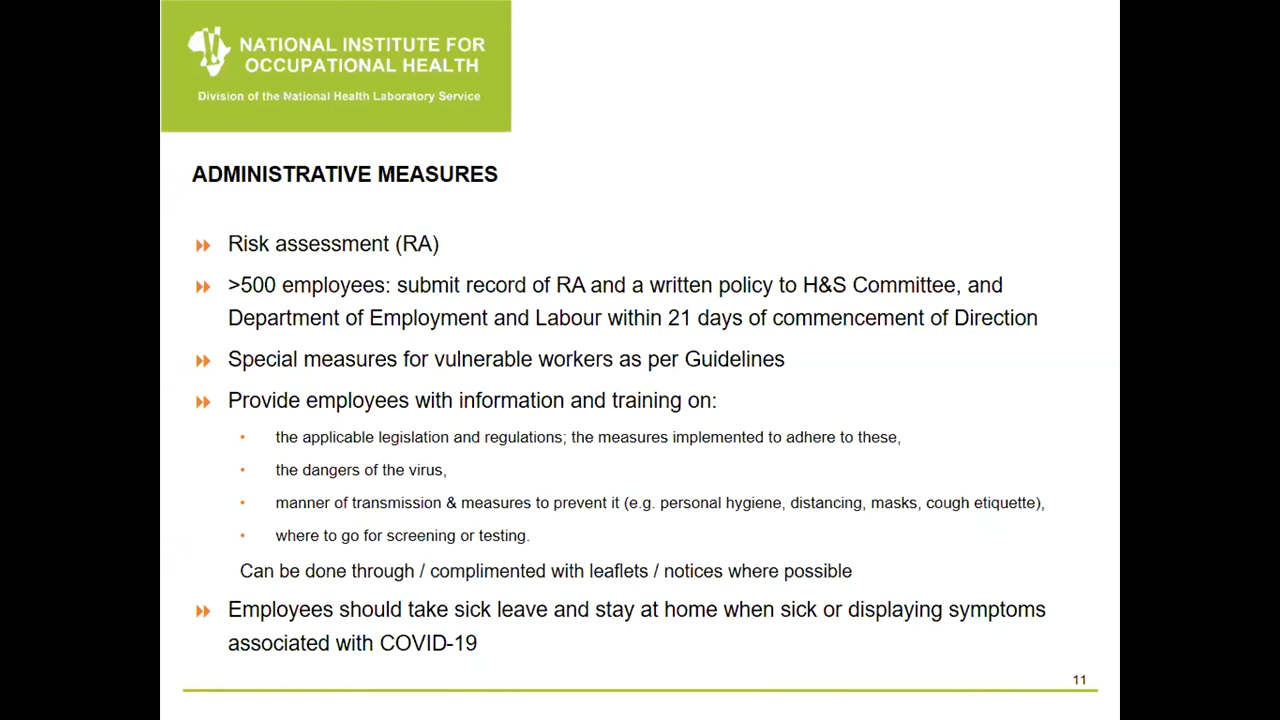 NATIONAL INSTITUTE FOR
OCCUPATIONAL HEALTH
Division of the National Health Laboratory Service
ADMINISTRATIVE MEASURES
Risk assessment (RA)
>500 employees: submit record of RA and a written policy to H&S Committee, and
Department of Employment and Labour within 21 days of commencement of Direction
Special measures for vulnerable workers as per Guidelines
Provide employees with information and training on:
• the applicable legislation and regulations; the measures implemented to adhere to these,
• the dangers of the virus,
• manner of transmission & measures to prevent it (e.g. personal hygiene, distancing, masks, cough etiquette),
• where to go for screening or testing.
Can be done through / complimented with leaflets / notices where possible
Employees should take sick leave and stay at home when sick or displaying symptoms
associated with COVID-19
11